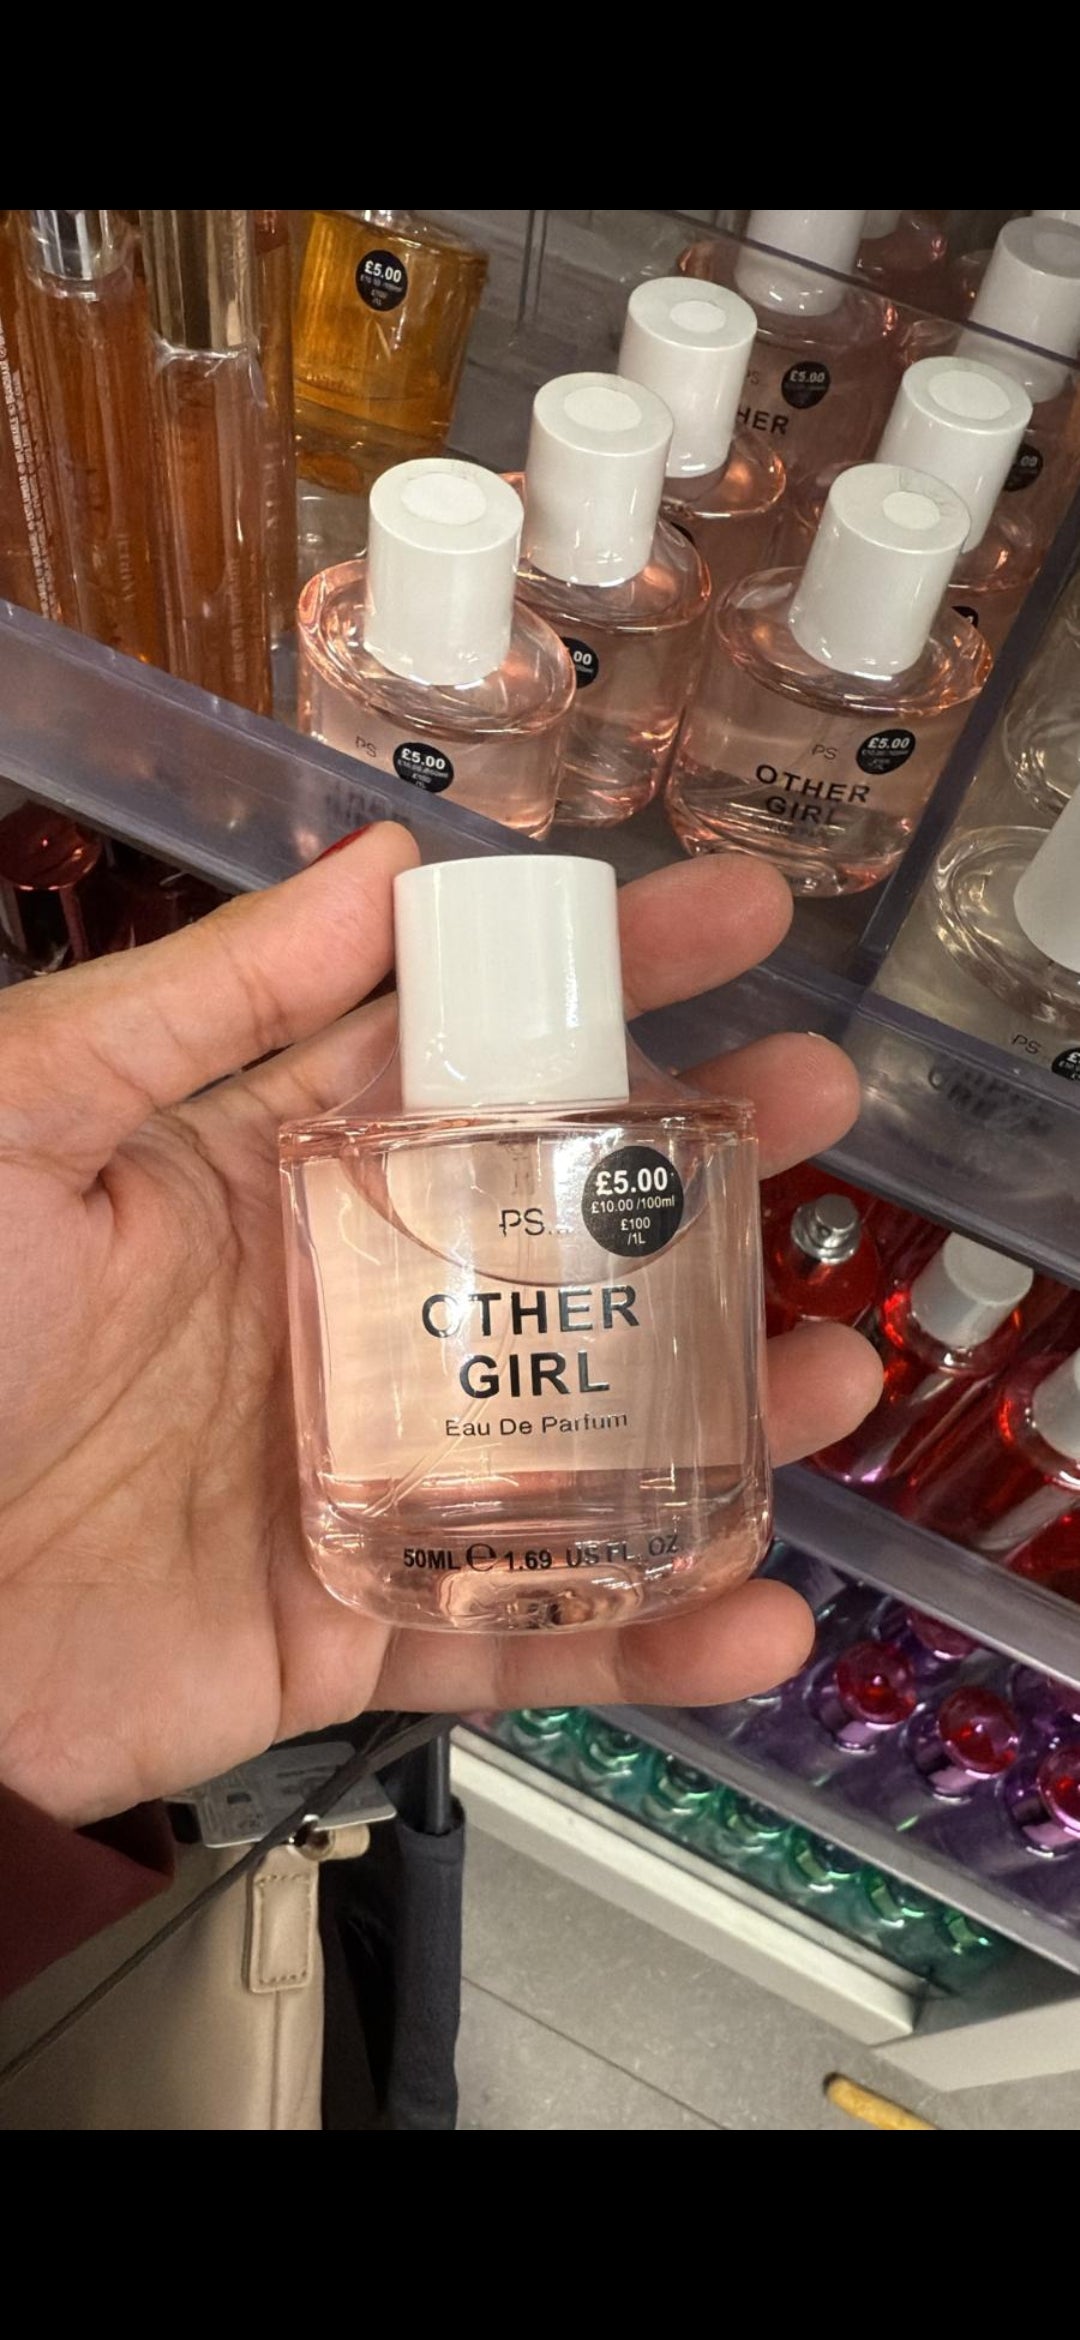 £5.00
£5.00
HER
£5.00
PS
£5.00
PS
OTHER
GIRL
PS...
£5.00
£10.00 /100ml
£100
/1L
OTHER
GIRL
Eau De Parfum
50ML ℮ 1.69 US FL. OZ
PS